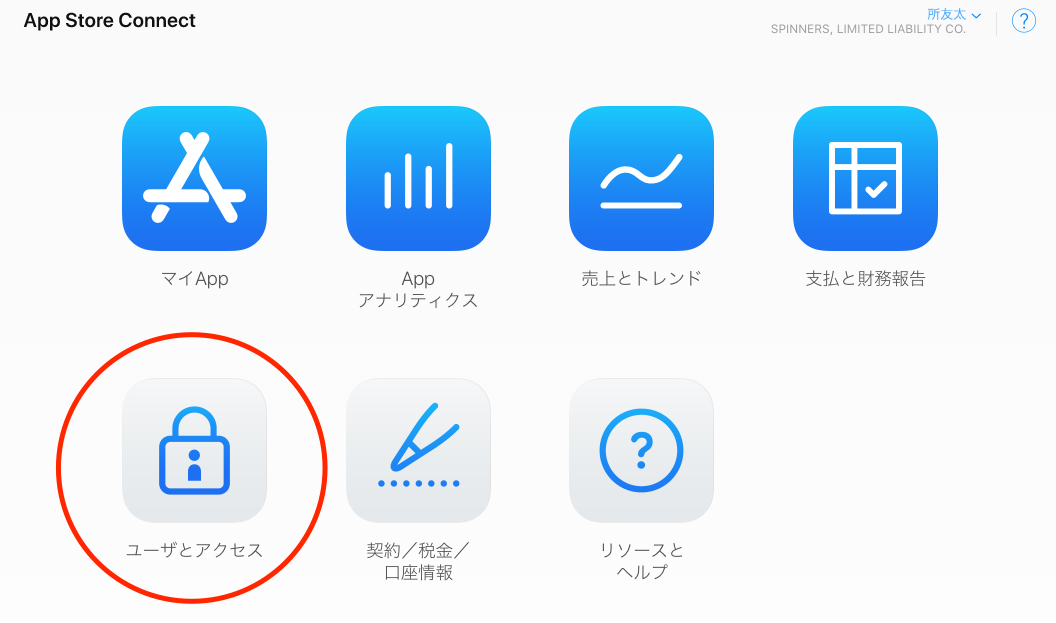 App Store Connect
所友太
SPINNERS, LIMITED LIABILITY CO.
?
マイApp
App
アナリティクス
売上とトレンド
支払と財務報告
?
ユーザとアクセス
契約／税金／
口座情報
リソースと
ヘルプ